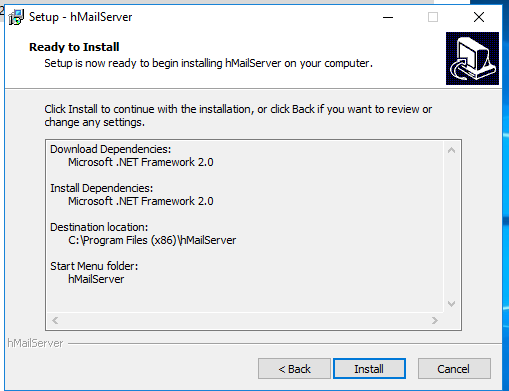 Setup - hMailServer
Ready to Install
Setup is now ready to begin installing hMailServer on your computer.
Click Install to continue with the installation, or click Back if you want to review or
change any settings.
Download Dependencies:
Microsoft .NET Framework 2.0
Install Dependencies:
Microsoft .NET Framework 2.0
Destination location:
C:\Program Files (x86)\hMailServer
Start Menu folder:
hMailServer
hMailServer
< Back
Install
Cancel